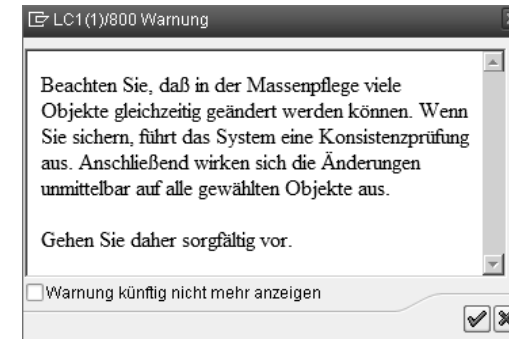 LC1(1)/800 Warnung
Beachten Sie, daß in der Massenpflege viele
Objekte gleichzeitig geändert werden können. Wenn
Sie sichern, führt das System eine Konsistenzprüfung
aus. Anschließend wirken sich die Änderungen
unmittelbar auf alle gewählten Objekte aus.
Gehen Sie daher sorgfältig vor.
Warnung künftig nicht mehr anzeigen